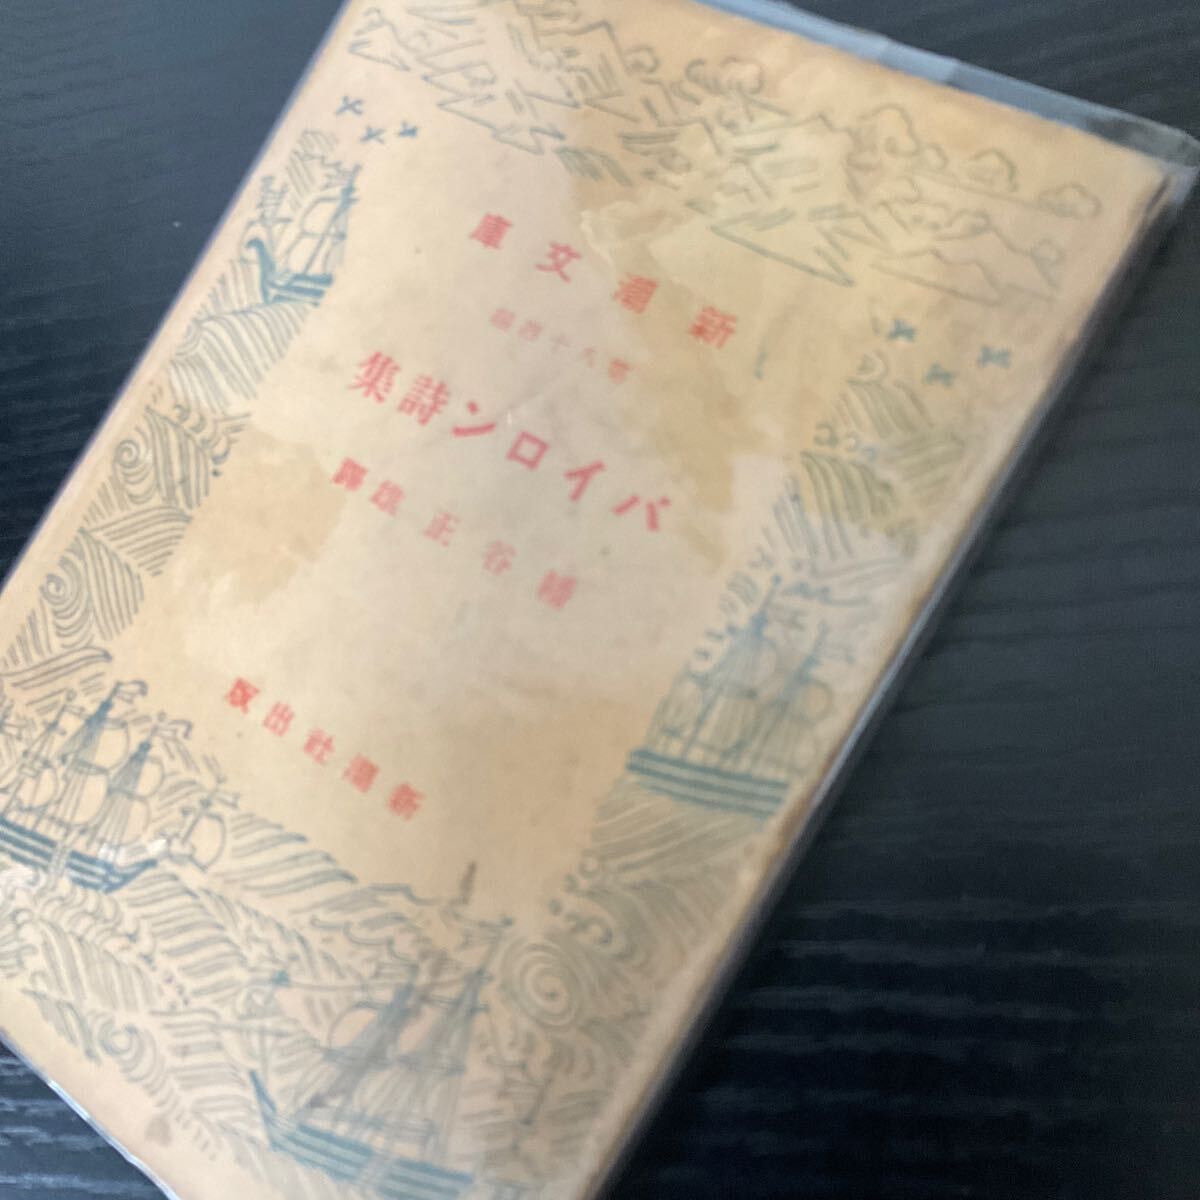 新潮文庫
第八十四編
バイロン詩集
幡谷正雄譯
新潮社出版